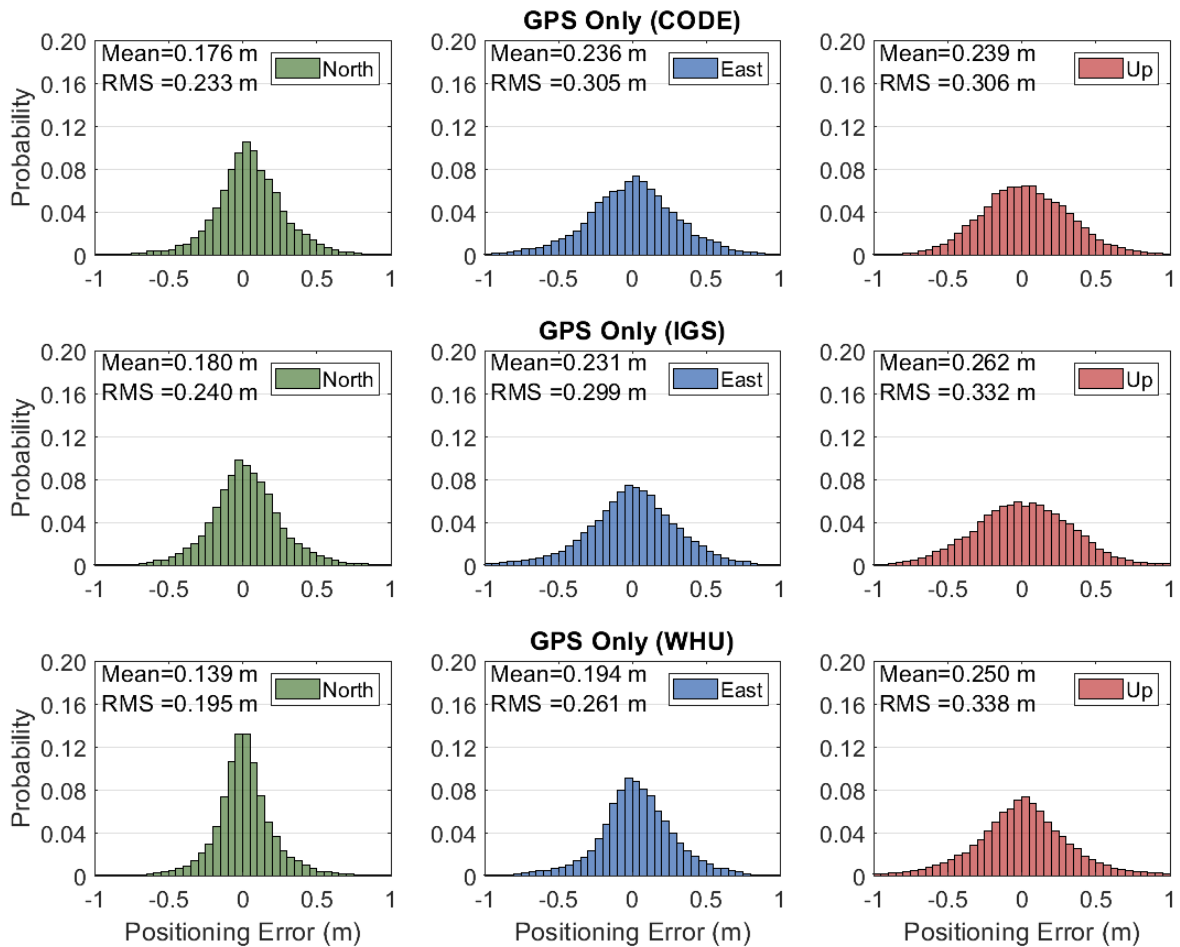 GPS Only (CODE)
0.20
0.16
0.12
0.08
0.04
0
Probability
Mean=0.176 m
RMS =0.233 m
North
-1 -0.5 0 0.5 1
0.20
0.16
0.12
0.08
0.04
0
Mean=0.236 m
RMS =0.305 m
East
-1 -0.5 0 0.5 1
0.20
0.16
0.12
0.08
0.04
0
Mean=0.239 m
RMS =0.306 m
Up
-1 -0.5 0 0.5 1
GPS Only (IGS)
0.20
0.16
0.12
0.08
0.04
0
Probability
Mean=0.180 m
RMS =0.240 m
North
-1 -0.5 0 0.5 1
0.20
0.16
0.12
0.08
0.04
0
Mean=0.231 m
RMS =0.299 m
East
-1 -0.5 0 0.5 1
0.20
0.16
0.12
0.08
0.04
0
Mean=0.262 m
RMS =0.332 m
Up
-1 -0.5 0 0.5 1
GPS Only (WHU)
0.20
0.16
0.12
0.08
0.04
0
Probability
Mean=0.139 m
RMS =0.195 m
North
-1 -0.5 0 0.5 1
Positioning Error (m)
0.20
0.16
0.12
0.08
0.04
0
Mean=0.194 m
RMS =0.261 m
East
-1 -0.5 0 0.5 1
Positioning Error (m)
0.20
0.16
0.12
0.08
0.04
0
Mean=0.250 m
RMS =0.338 m
Up
-1 -0.5 0 0.5 1
Positioning Error (m)